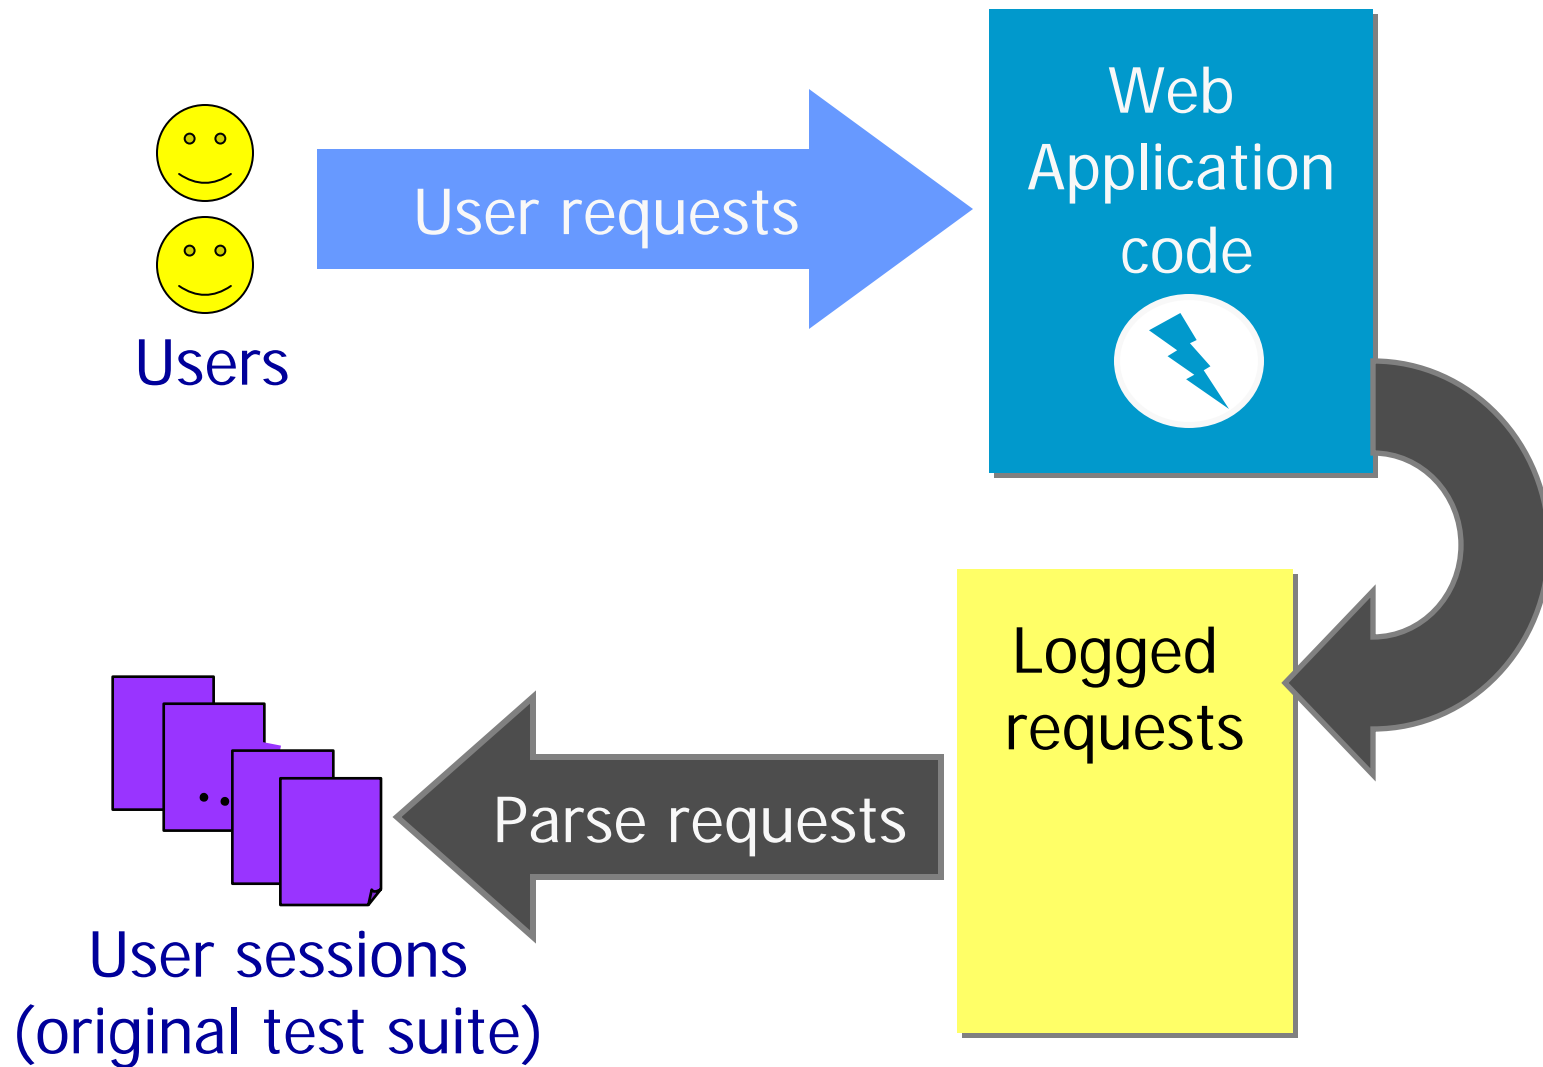 Web
Application
code
User requests
Users
Logged
requests
Parse requests
User sessions
(original test suite)